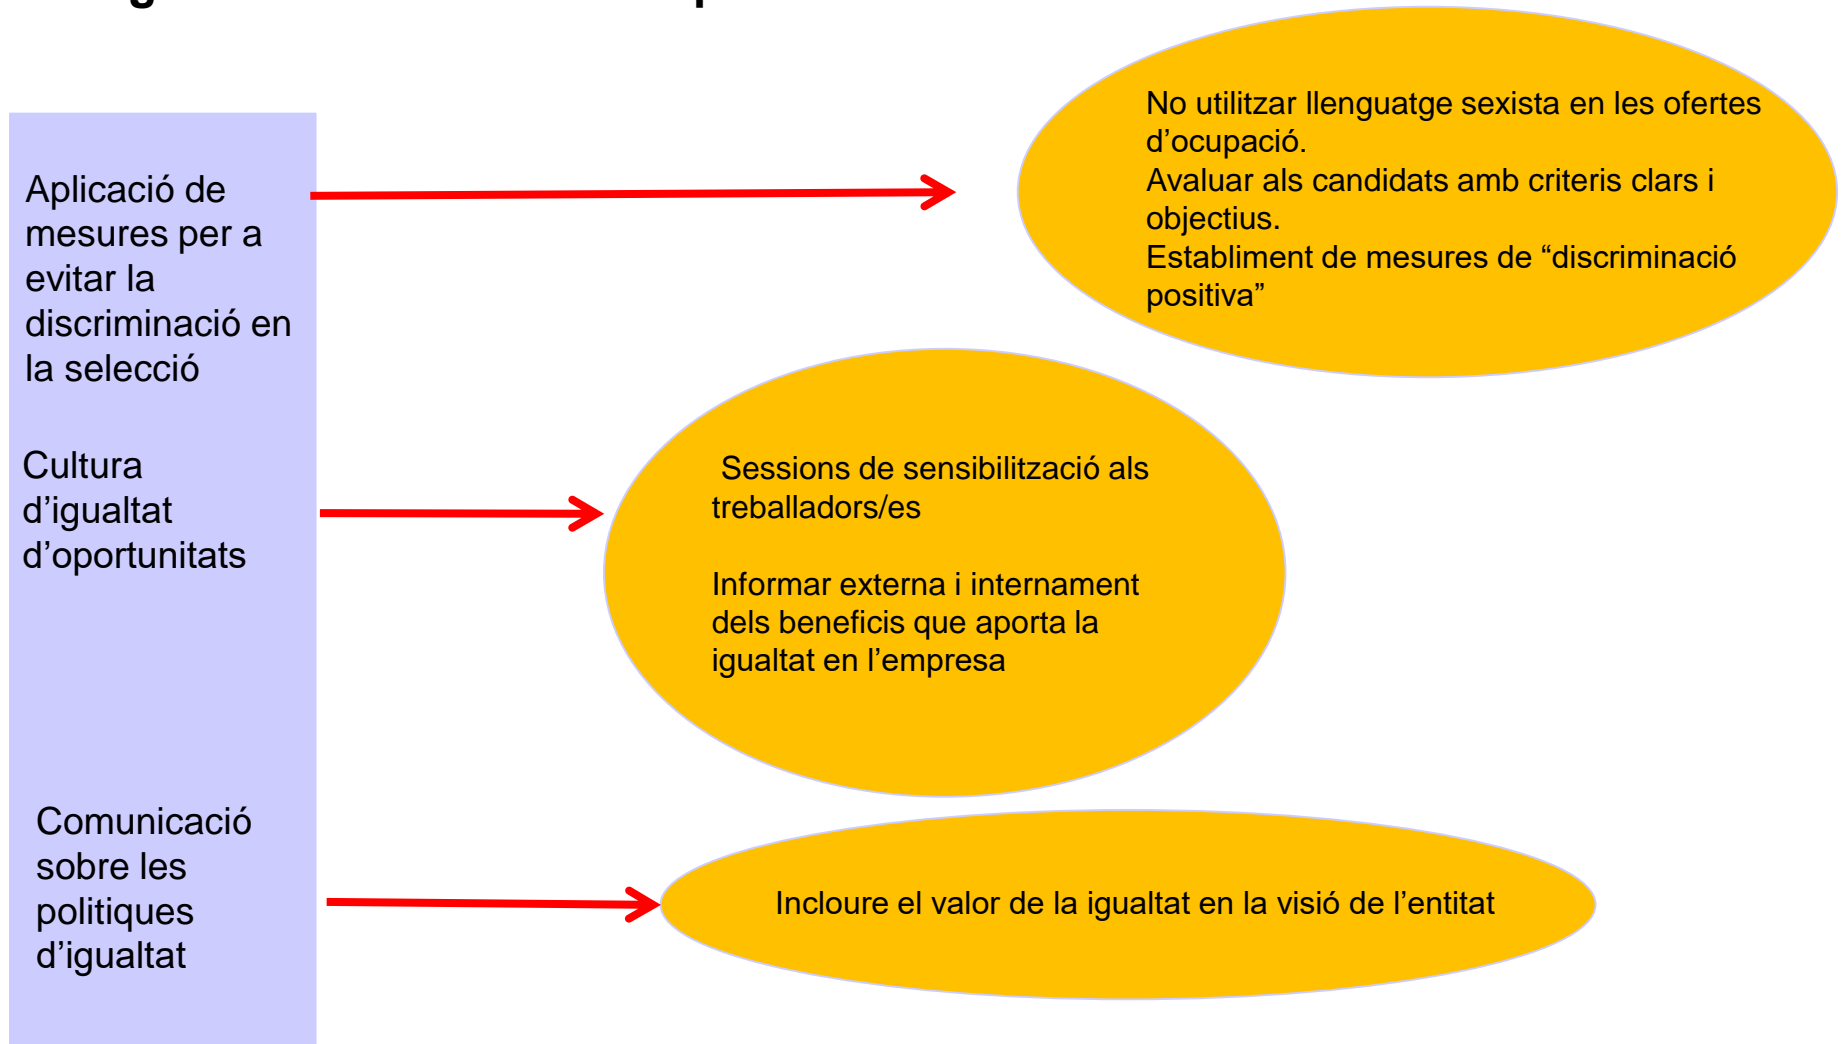 Aplicació de
mesures per a
evitar la
discriminació en
la selecció
No utilitzar llenguatge sexista en les ofertes
d’ocupació.
Avaluar als candidats amb criteris clars i
objectius.
Establiment de mesures de “discriminació
positiva”
Cultura
d’igualtat
d’oportunitats
Sessions de sensibilització als
treballadors/es
Informar externa i internament
dels beneficis que aporta la
igualtat en l’empresa
Comunicació
sobre les
politiques
d’igualtat
Incloure el valor de la igualtat en la visió de l’entitat